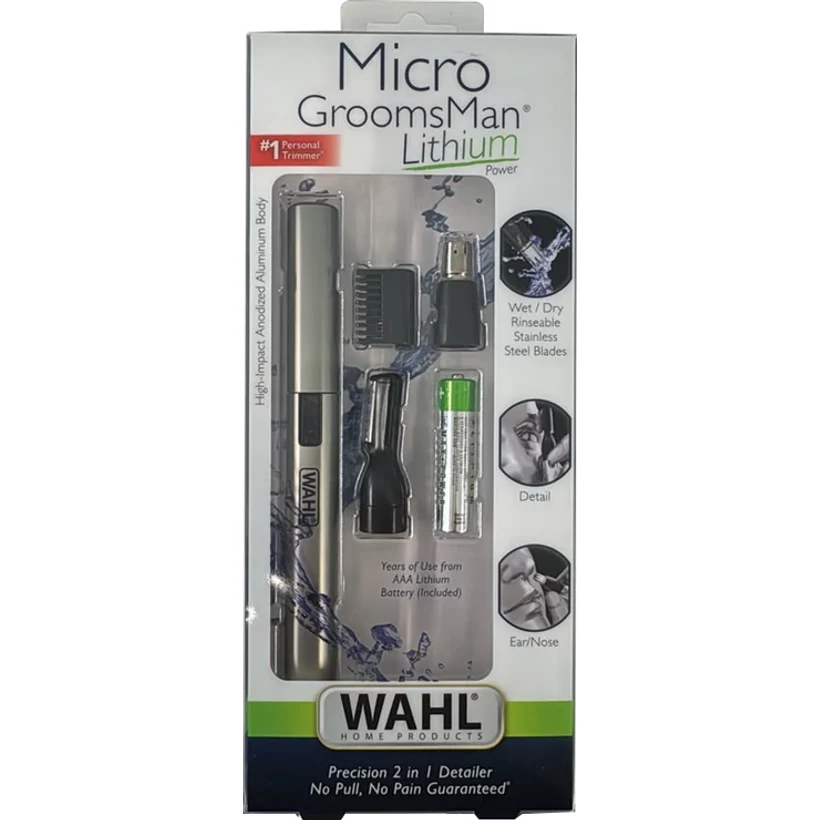 Micro
GroomsMan®
Lithium
Power
#1 Personal
Trimmer*
High-Impact Anodized Aluminum Body
Wet / Dry
Rinseable
Stainless
Steel Blades
Detail
WAHL
Years of Use from
AAA Lithium
Battery (Included)
Ear/Nose
WAHL®
HOME PRODUCTS
Precision 2 in 1 Detailer
No Pull, No Pain Guaranteed*